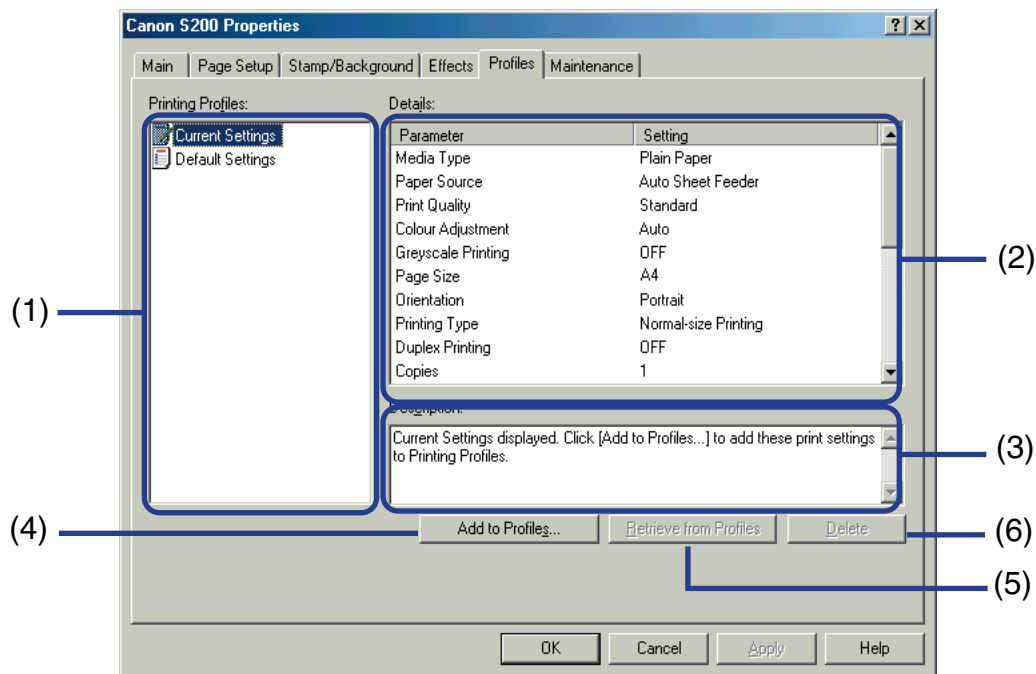 Canon S200 Properties
Main Page Setup Stamp/Background Effects Profiles Maintenance
Printing Profiles:
Current Settings
Default Settings
Details:
Parameter Setting
Media Type Plain Paper
Paper Source Auto Sheet Feeder
Print Quality Standard
Colour Adjustment Auto
Greyscale Printing OFF
Page Size A4
Orientation Portrait
Printing Type Normal-size Printing
Duplex Printing OFF
Copies 1
Description:
Current Settings displayed. Click [Add to Profiles...] to add these print settings
to Printing Profiles.
Add to Profiles... Retrieve from Profiles Delete
OK Cancel Apply Help
(1)
(2)
(3)
(4)
(5)
(6)